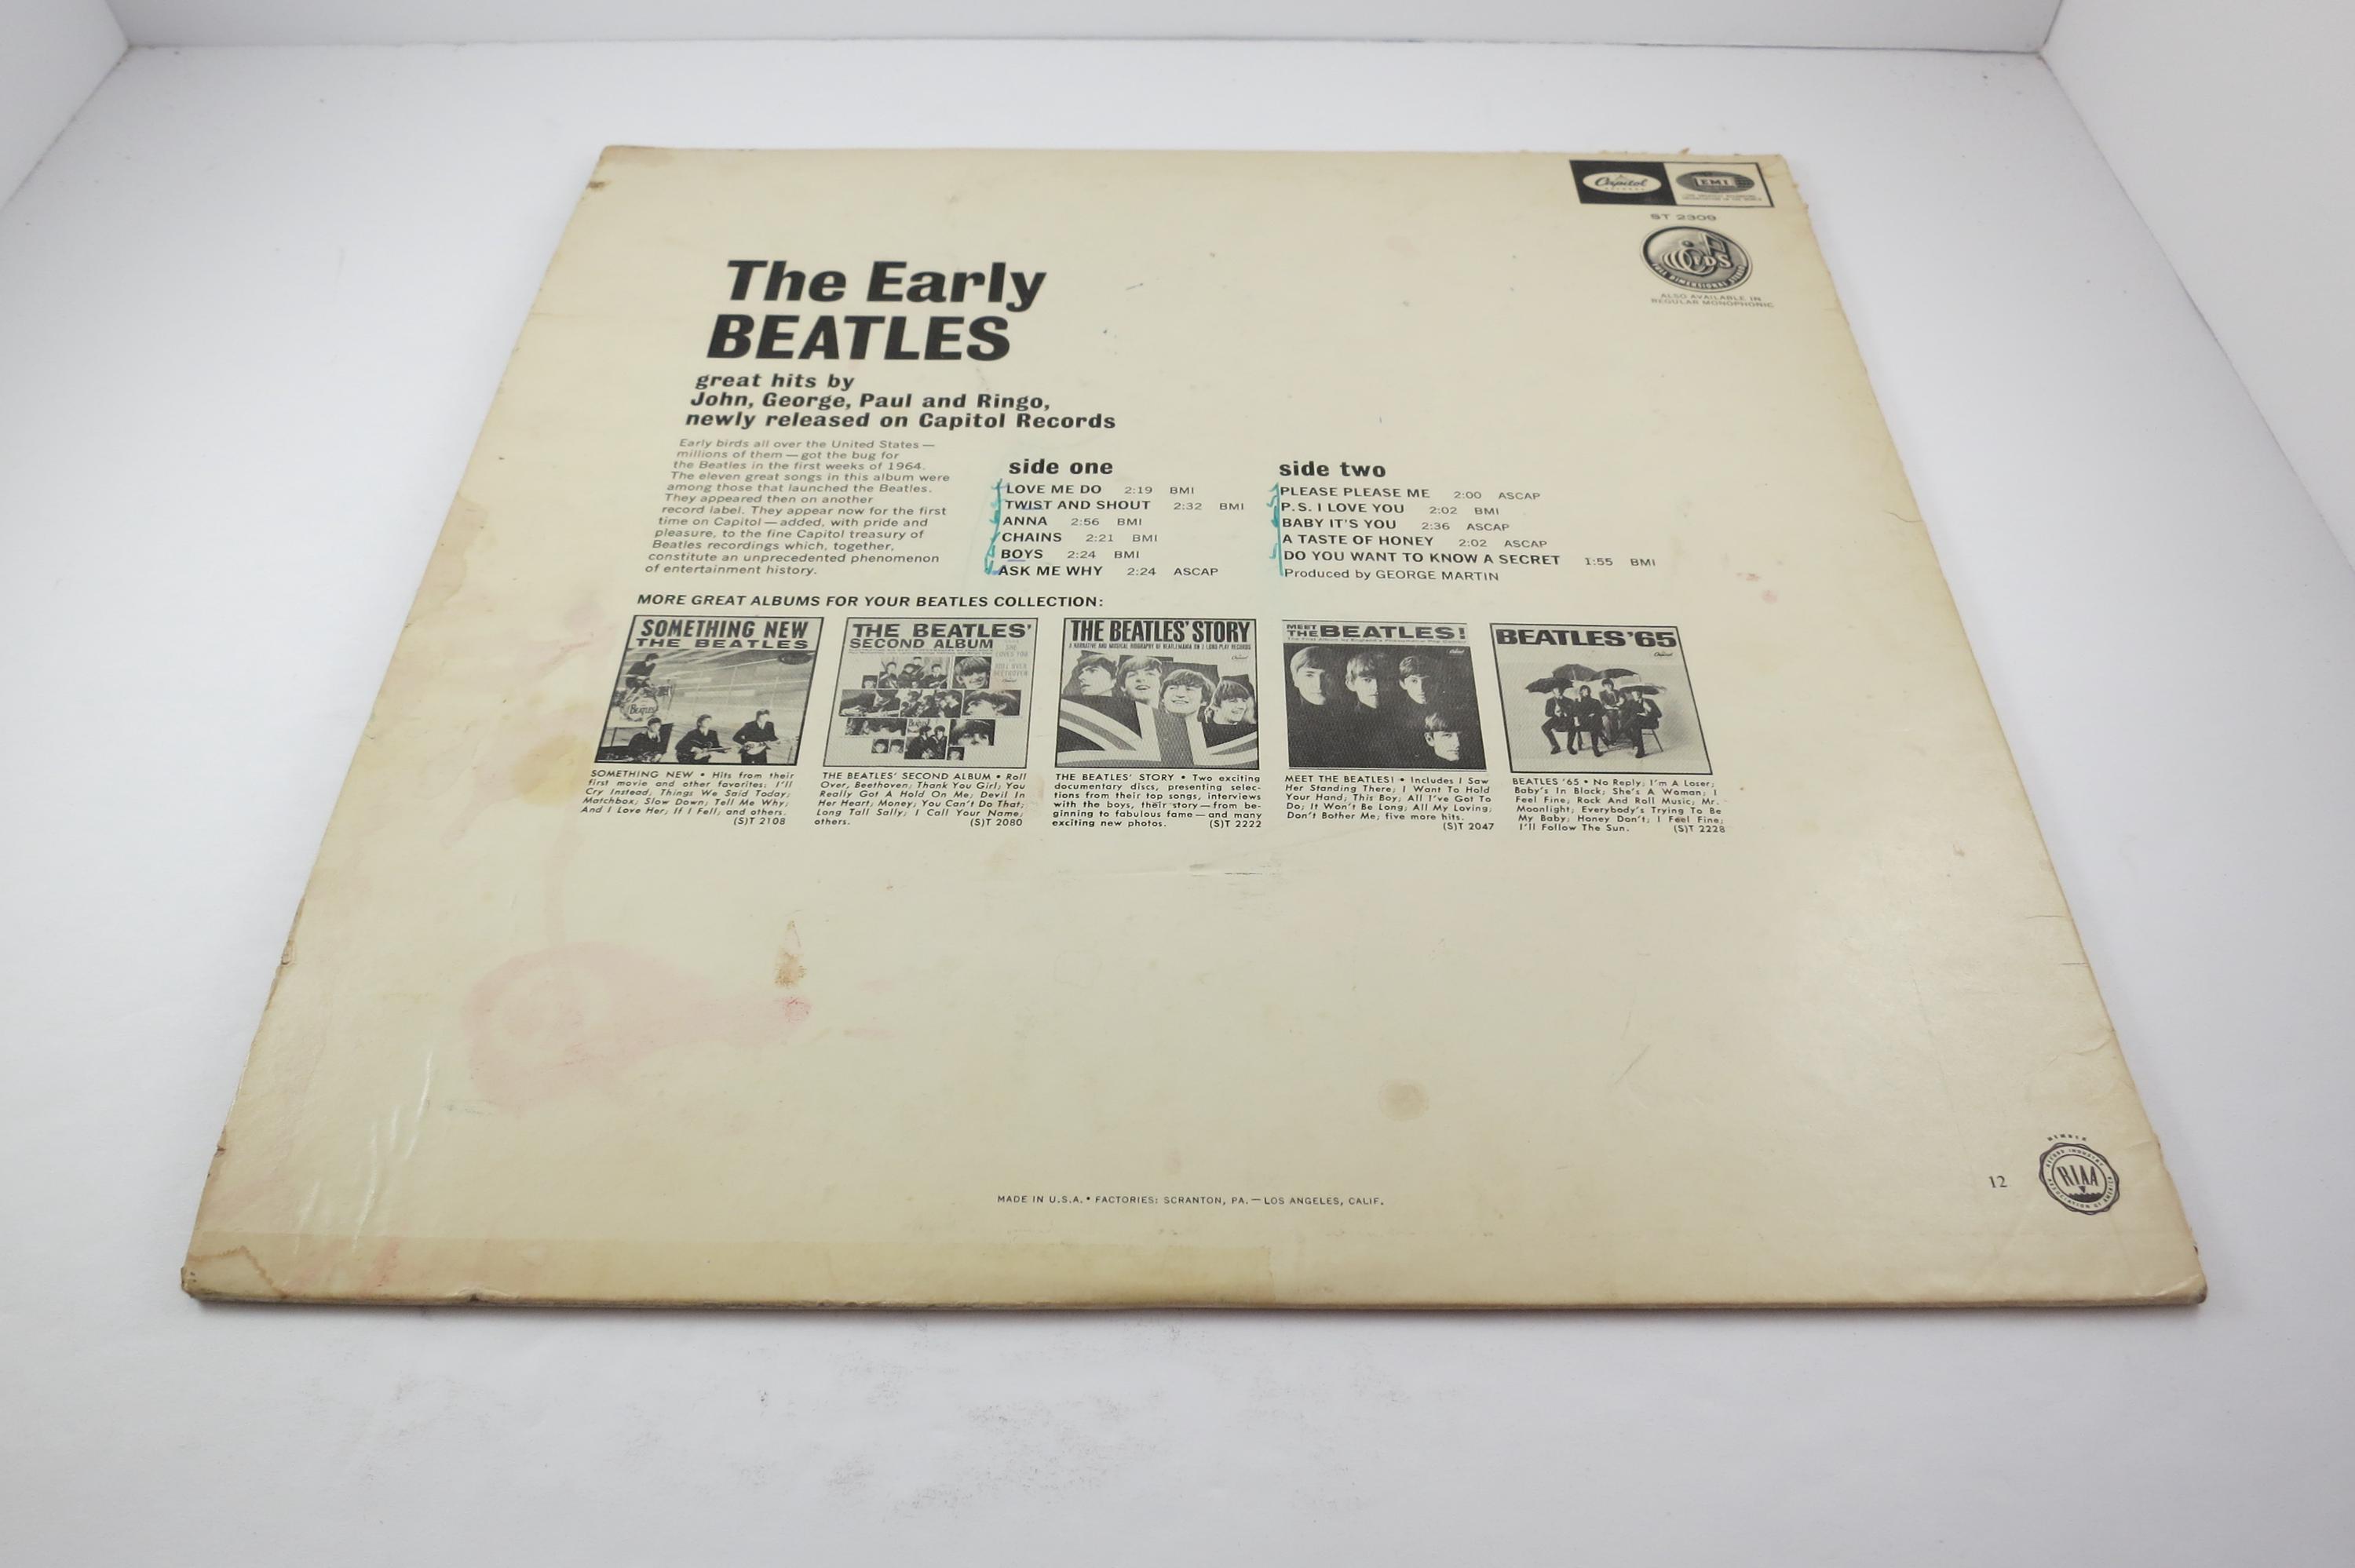 Capitol
RECORDS
EMI
ST 2309
FDS
FULL DIMENSIONAL STEREO
ALSO AVAILABLE IN
REGULAR MONOPHONIC
The Early
BEATLES
great hits by
John, George, Paul and Ringo,
newly released on Capitol Records
Early birds all over the United States —
millions of them — got the bug for
the Beatles in the first weeks of 1964.
The eleven great songs in this album were
among those that launched the Beatles.
They appeared then on another
record label. They appear now for the first
time on Capitol — added, with pride and
pleasure, to the fine Capitol treasury of
Beatles recordings which, together,
constitute an unprecedented phenomenon
of entertainment history.
side one
LOVE ME DO 2:19 BMI
TWIST AND SHOUT 2:32 BMI
ANNA 2:56 BMI
CHAINS 2:21 BMI
BOYS 2:24 BMI
ASK ME WHY 2:24 ASCAP
side two
PLEASE PLEASE ME 2:00 ASCAP
P.S. I LOVE YOU 2:02 BMI
BABY IT'S YOU 2:36 ASCAP
A TASTE OF HONEY 2:02 ASCAP
DO YOU WANT TO KNOW A SECRET 1:55 BMI
Produced by GEORGE MARTIN
MORE GREAT ALBUMS FOR YOUR BEATLES COLLECTION:
SOMETHING NEW
THE BEATLES
THE BEATLES'
SECOND ALBUM
THE BEATLES' STORY
A NARRATIVE AND MUSICAL BIOGRAPHY OF BEATLEMANIA ON 2 LONG-PLAY RECORDS
MEET
THE BEATLES!
BEATLES '65
SOMETHING NEW • Hits from their
first movie and other favorites: I'll
Cry Instead; Things We Said Today;
Matchbox; Slow Down; Tell Me Why;
And I Love Her; If I Fell; and others.
(S)T 2108
THE BEATLES' SECOND ALBUM • Roll
Over, Beethoven; Thank You Girl; You
Really Got A Hold On Me; Devil In
Her Heart; Money; You Can't Do That;
Long Tall Sally; I Call Your Name;
others. (S)T 2080
THE BEATLES' STORY • Two exciting
documentary discs, presenting selec-
tions from their top songs, interviews
with the boys, their story — from be-
ginning to fabulous fame — and many
exciting new photos. (S)T 2222
MEET THE BEATLES! • Includes I Saw
Her Standing There; I Want To Hold
Your Hand; This Boy; All I've Got To
Do; It Won't Be Long; All My Loving;
Don't Bother Me; five more hits.
(S)T 2047
BEATLES '65 • No Reply; I'm A Loser;
Baby's In Black; She's A Woman; I
Feel Fine; Rock And Roll Music; Mr.
Moonlight; Everybody's Trying To Be
My Baby; Honey Don't; I Feel Fine;
I'll Follow The Sun. (S)T 2228
MADE IN U.S.A. • FACTORIES: SCRANTON, PA. — LOS ANGELES, CALIF.
12
MEMBER
RIAA